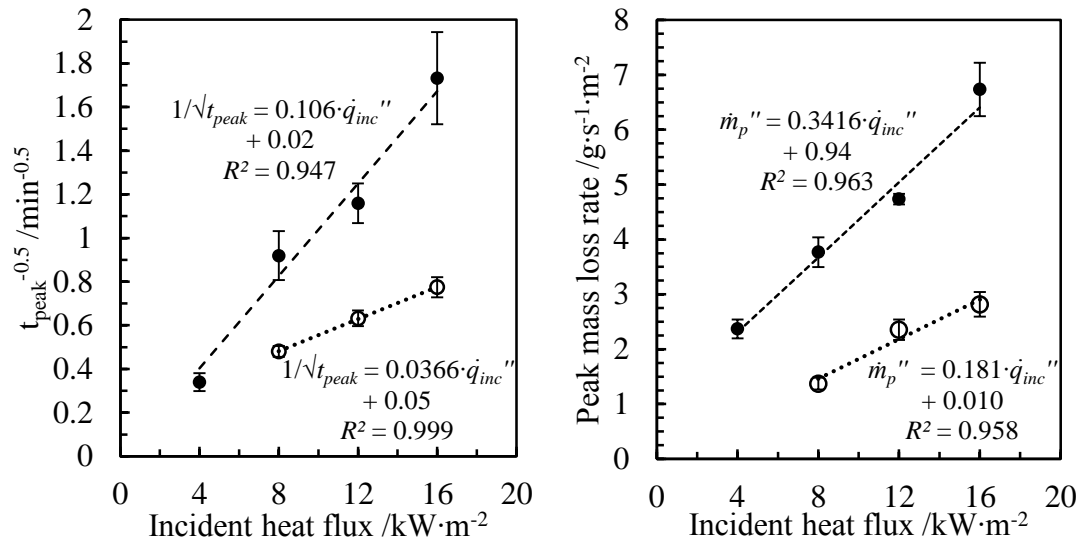 2
1.8
1.6
1.4
1.2
1
0.8
0.6
0.4
0.2
0
t_peak^-0.5 /min^-0.5
1/√t_peak = 0.106·q̇_inc''
+ 0.02
R² = 0.947
1/√t_peak = 0.0366·q̇_inc''
+ 0.05
R² = 0.999
0 4 8 12 16 20
Incident heat flux /kW·m^-2
8
7
6
5
4
3
2
1
0
Peak mass loss rate /g·s^-1·m^-2
ṁ_p'' = 0.3416·q̇_inc''
+ 0.94
R² = 0.963
ṁ_p'' = 0.181·q̇_inc''
+ 0.010
R² = 0.958
0 4 8 12 16 20
Incident heat flux /kW·m^-2